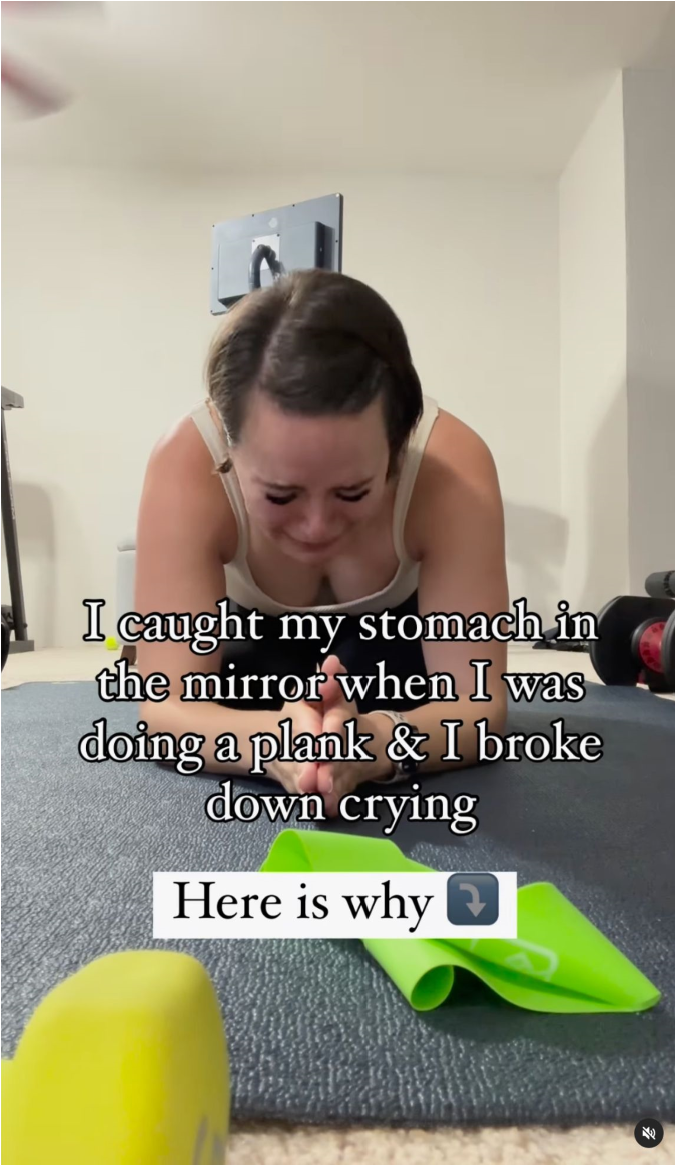 I caught my stomach in
the mirror when I was
doing a plank & I broke
down crying
Here is why ⤵️